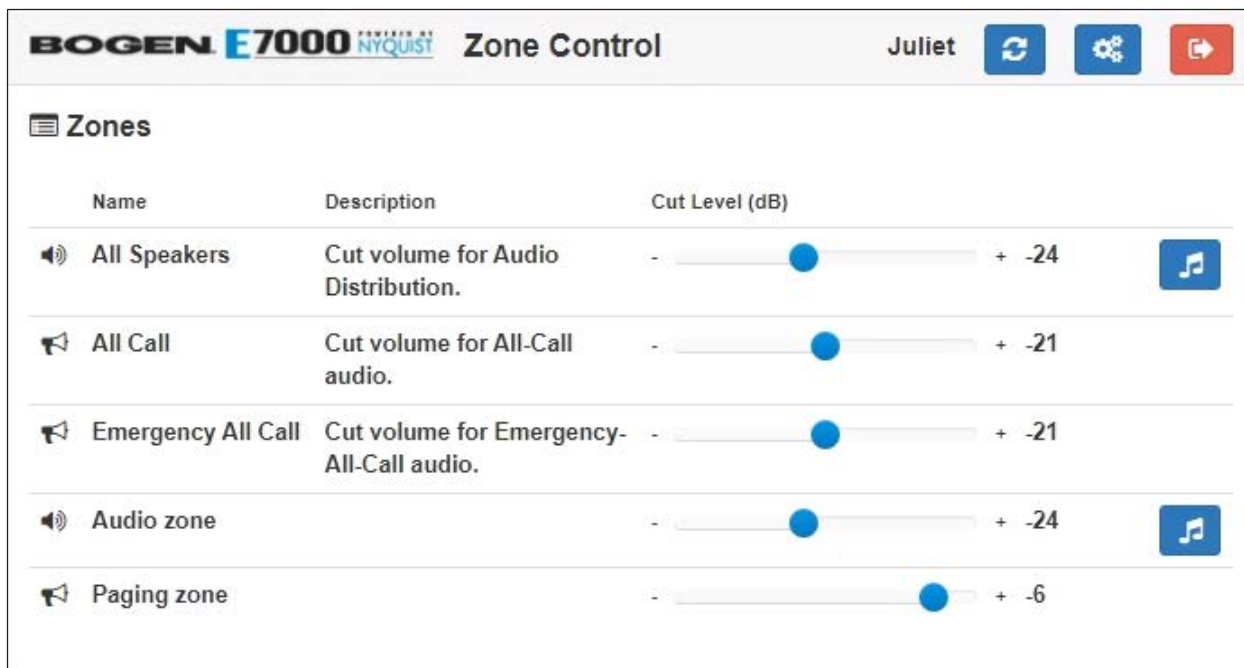 BOGEN E7000 POWERED BY NYQUIST Zone Control Juliet
Zones
Name Description Cut Level (dB)
All Speakers Cut volume for Audio - + -24
Distribution.
All Call Cut volume for All-Call - + -21
audio.
Emergency All Call Cut volume for Emergency- - + -21
All-Call audio.
Audio zone - + -24
Paging zone - + -6